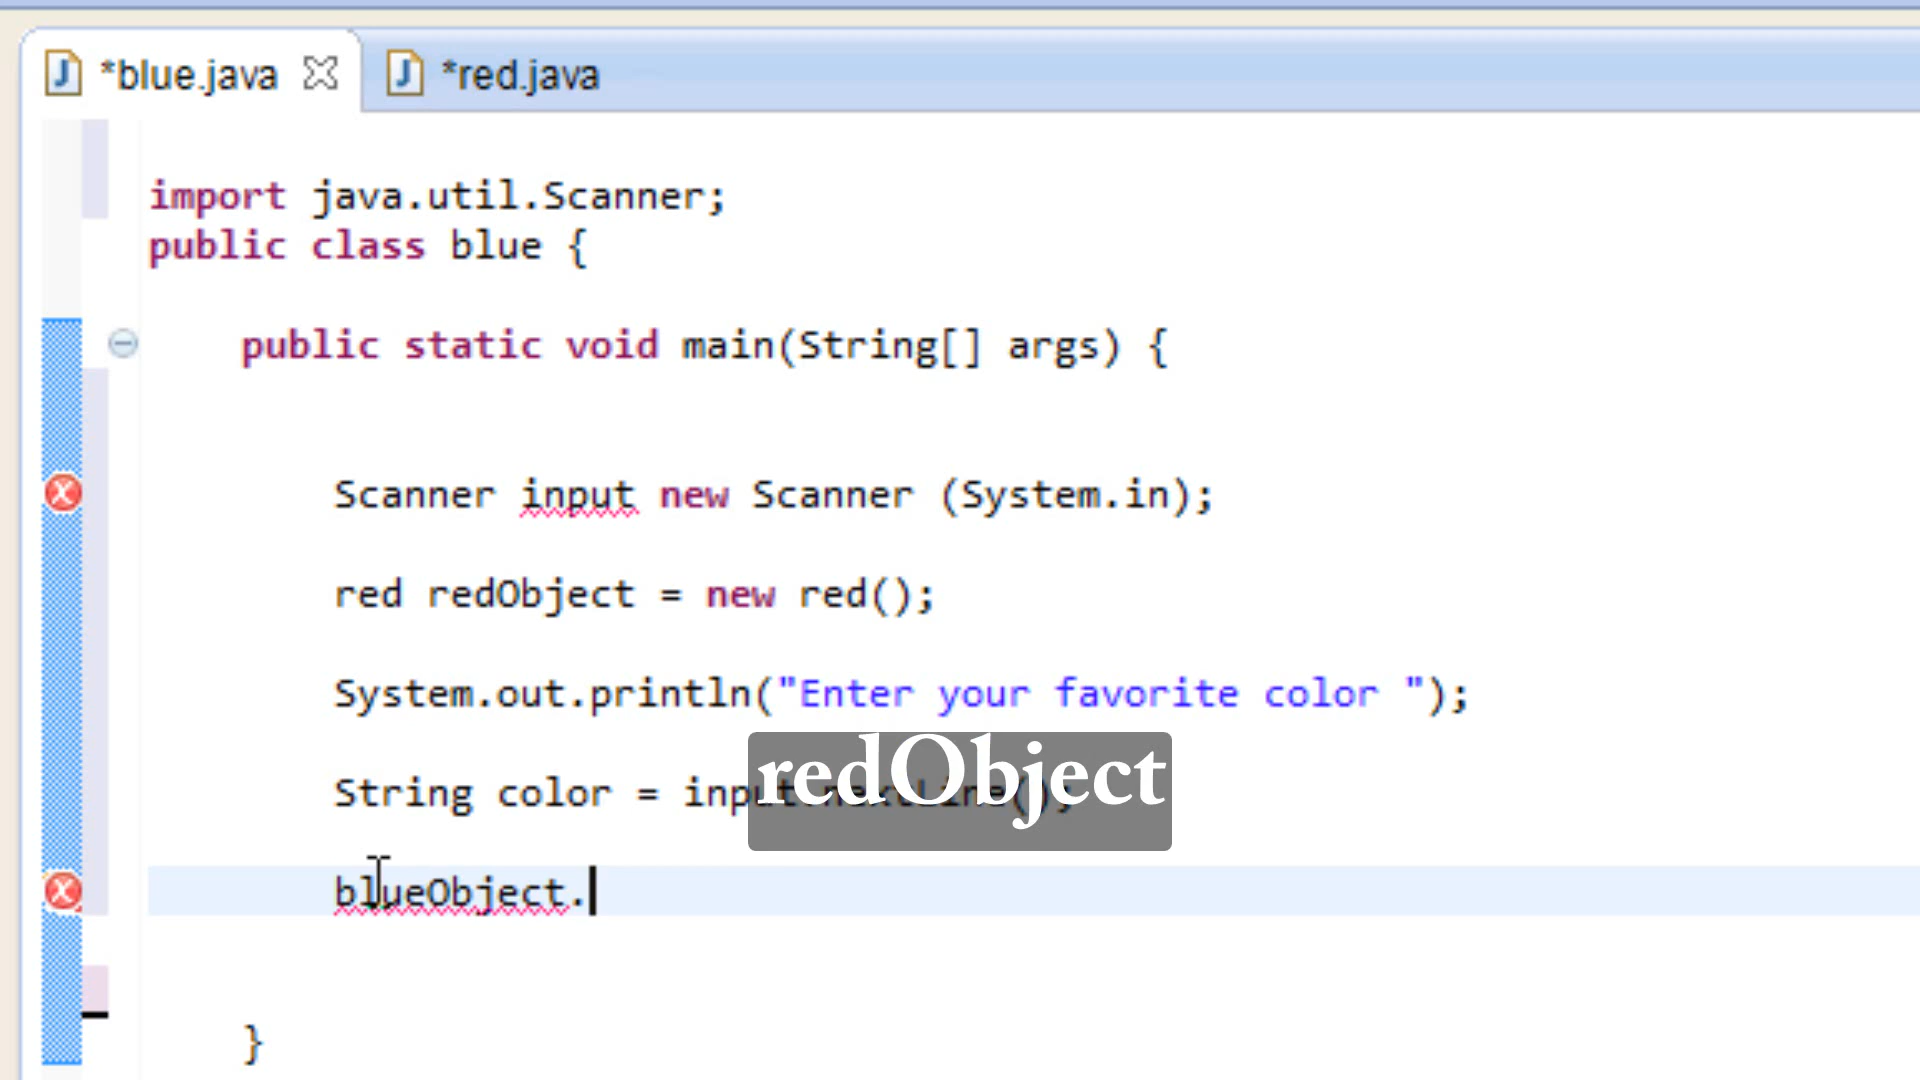 *blue.java *red.java
import java.util.Scanner;
public class blue {
public static void main(String[] args) {
Scanner input new Scanner (System.in);
red redObject = new red();
System.out.println("Enter your favorite color ");
redObject
String color = input.nextLine();
blueObject.
}